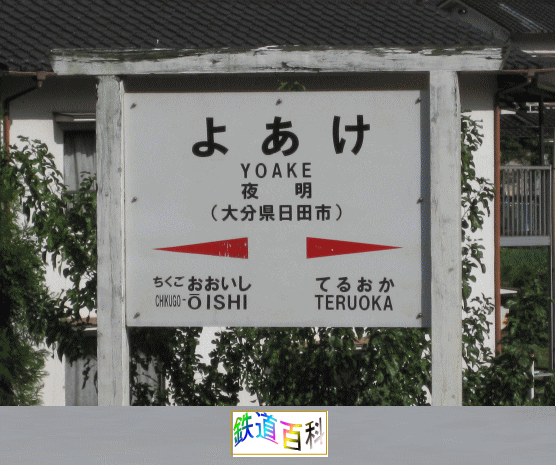 よあけ
YOAKE
夜明
(大分県日田市)
ちくごおおいし てるおか
CHIKUGO-ŌISHI TERUOKA
鉄道百科